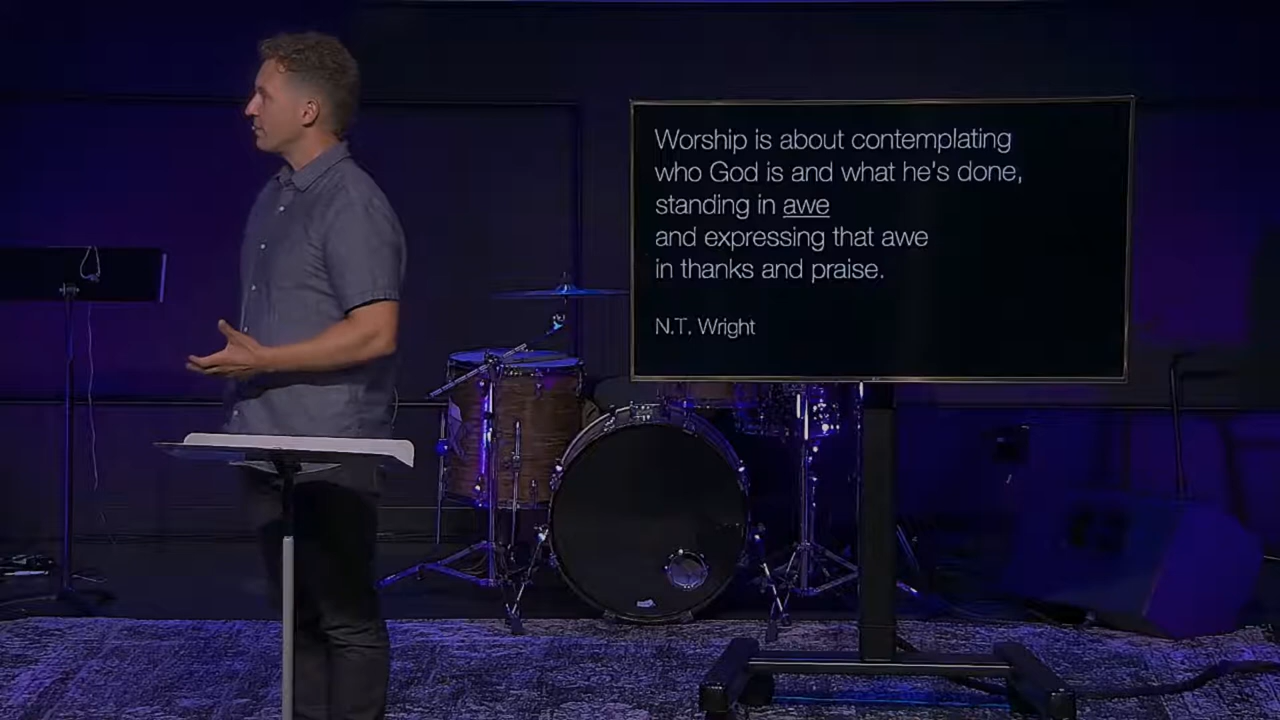 Worship is about contemplating
who God is and what he's done,
standing in awe
and expressing that awe
in thanks and praise.
N.T. Wright